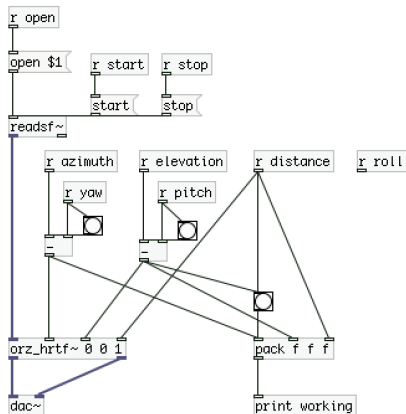 r open
open $1
r start
r stop
start
stop
readsf~
r azimuth
r elevation
r distance
r roll
r yaw
r pitch
-
-
orz_hrtf~ 0 0 1
pack f f f
dac~
print working